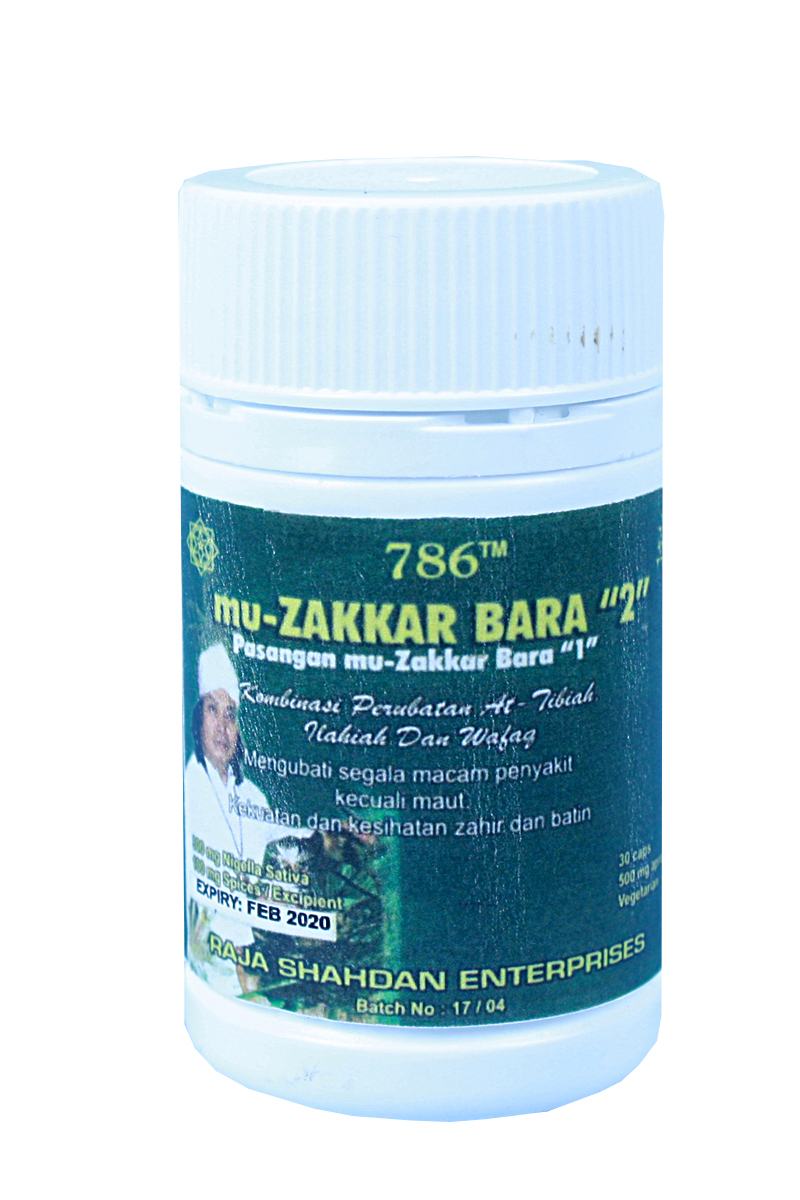 786™
mu-ZAKKAR BARA "2"
Pasangan mu-Zakkar Bara "1"
Kombinasi Perubatan At-Tibiah
Ilahiah Dan Wafaq
Mengubati segala macam penyakit
kecuali maut.
Kekuatan dan kesihatan zahir dan batin
mg Nigella Sativa
mg Spices / Excipient
EXPIRY: FEB 2020
30 caps
500 mg
Vegetarian
RAJA SHAHDAN ENTERPRISES
Batch No : 17 / 04